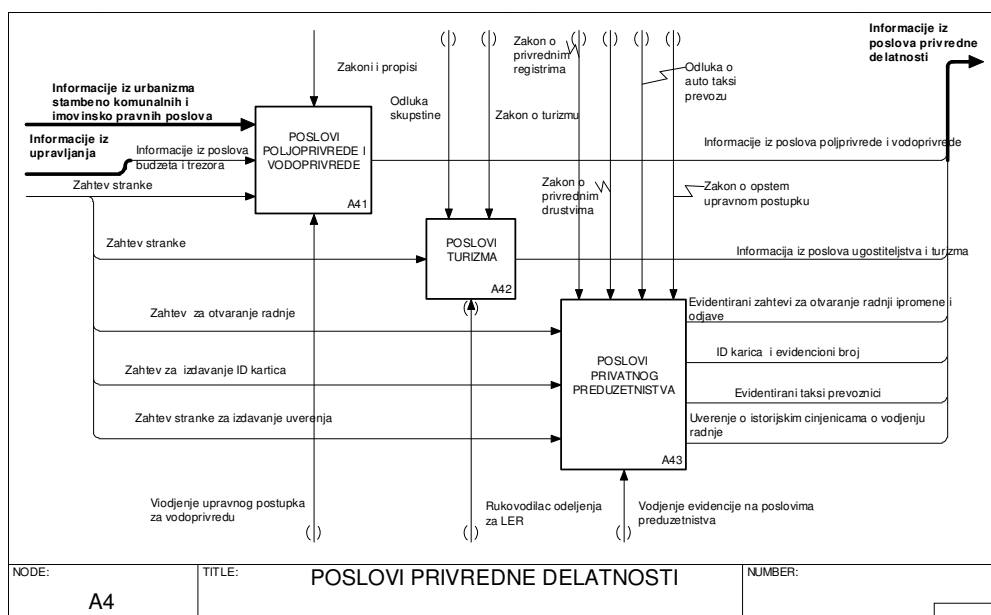 Informacije iz
poslova privredne
delatnosti
Zakoni i propisi
Zakon o
privrednim
registrima
Odluka o
auto taksi
prevozu
Informacije iz urbanizma
stambeno komunalnih i
imovinsko pravnih poslova
Odluka
skupstine
Zakon o turizmu
Informacije iz
upravljanja
Informacije iz poslova
budzeta i trezora
POSLOVI
POLJOPRIVREDE I
VODOPRIVREDE
A41
Informacije iz poslova poljprivrede i vodoprivrede
Zahtev stranke
Zakon o
privrednim
drustvima
Zakon o opstem
upravnom postupku
Zahtev stranke
POSLOVI
TURIZMA
A42
Informacija iz poslova ugostiteljstva i turizma
Zahtev za otvaranje radnje
Evidentirani zahtevi za otvaranje radnji ipromene i
odjave
POSLOVI
PRIVATNOG
PREDUZETNISTVA
A43
ID karica i evidencioni broj
Zahtev za izdavanje ID kartica
Evidentirani taksi prevoznici
Zahtev stranke za izdavanje uverenja
Uverenje o istorijskim cinjenicama o vodjenju
radnje
Viodjenje upravnog postupka
za vodoprivredu
Rukovodilac odeljenja
za LER
Vodjenje evidencije na poslovima
preduzetnistva
NODE:
A4
TITLE:
POSLOVI PRIVREDNE DELATNOSTI
NUMBER: